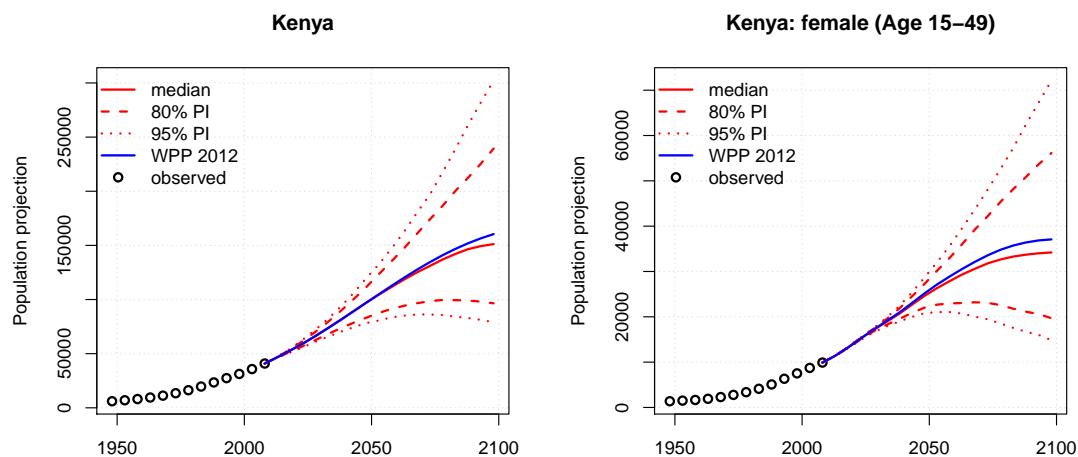 Kenya
Population projection
0
50000
150000
250000
median
80% PI
95% PI
WPP 2012
observed
1950
2000
2050
2100
Kenya: female (Age 15−49)
Population projection
0
20000
40000
60000
median
80% PI
95% PI
WPP 2012
observed
1950
2000
2050
2100